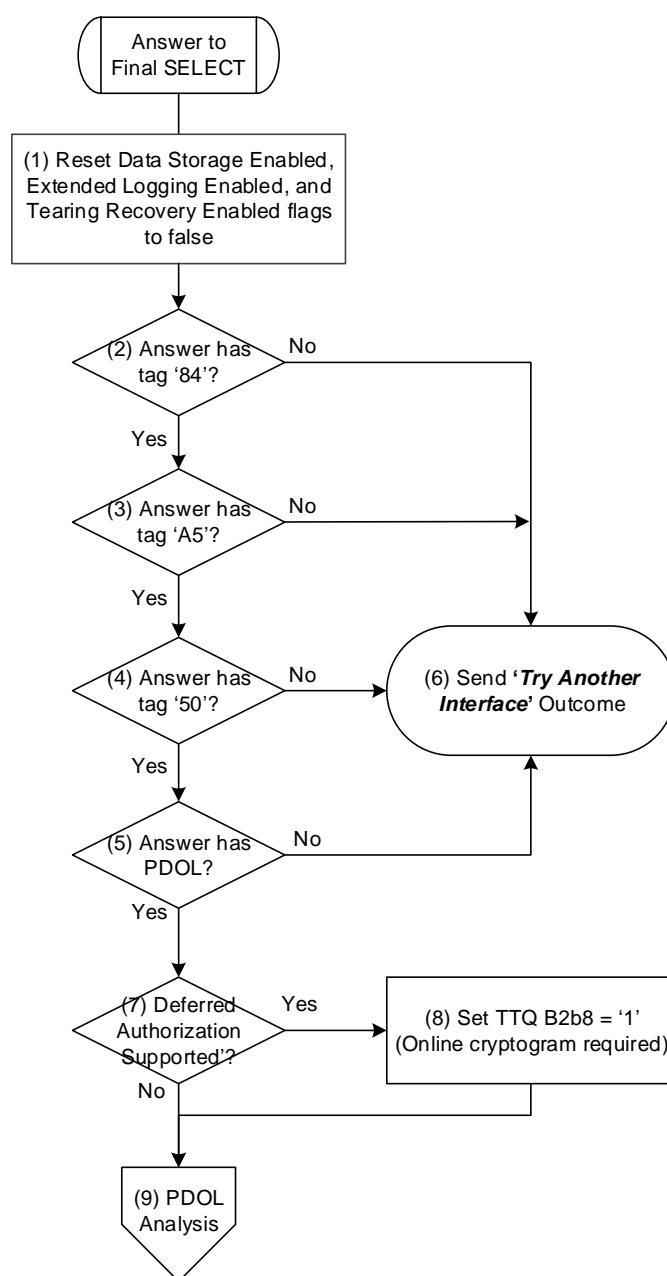 Answer to
Final SELECT
(1) Reset Data Storage Enabled,
Extended Logging Enabled, and
Tearing Recovery Enabled flags
to false
(2) Answer has
tag ‘84’?
No
Yes
(3) Answer has
tag ‘A5’?
No
Yes
(4) Answer has
tag ‘50’?
No
(6) Send ‘Try Another
Interface’ Outcome
Yes
(5) Answer has
PDOL?
No
Yes
(7) Deferred
Authorization
Supported’?
Yes
(8) Set TTQ B2b8 = ‘1’
(Online cryptogram required)
No
(9) PDOL
Analysis